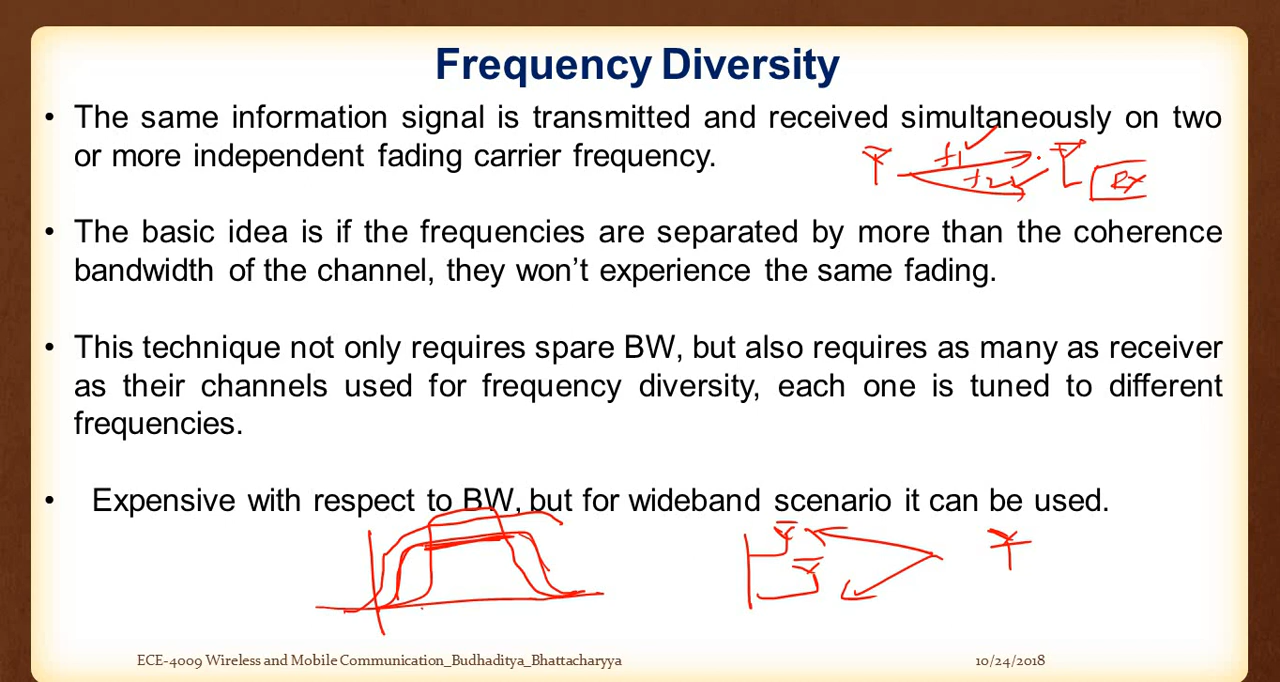 Frequency Diversity
• The same information signal is transmitted and received simultaneously on two
or more independent fading carrier frequency.
f1
f2
Rx
• The basic idea is if the frequencies are separated by more than the coherence
bandwidth of the channel, they won't experience the same fading.
• This technique not only requires spare BW, but also requires as many as receiver
as their channels used for frequency diversity, each one is tuned to different
frequencies.
• Expensive with respect to BW, but for wideband scenario it can be used.
ECE-4009 Wireless and Mobile Communication_Budhaditya_Bhattacharyya 10/24/2018